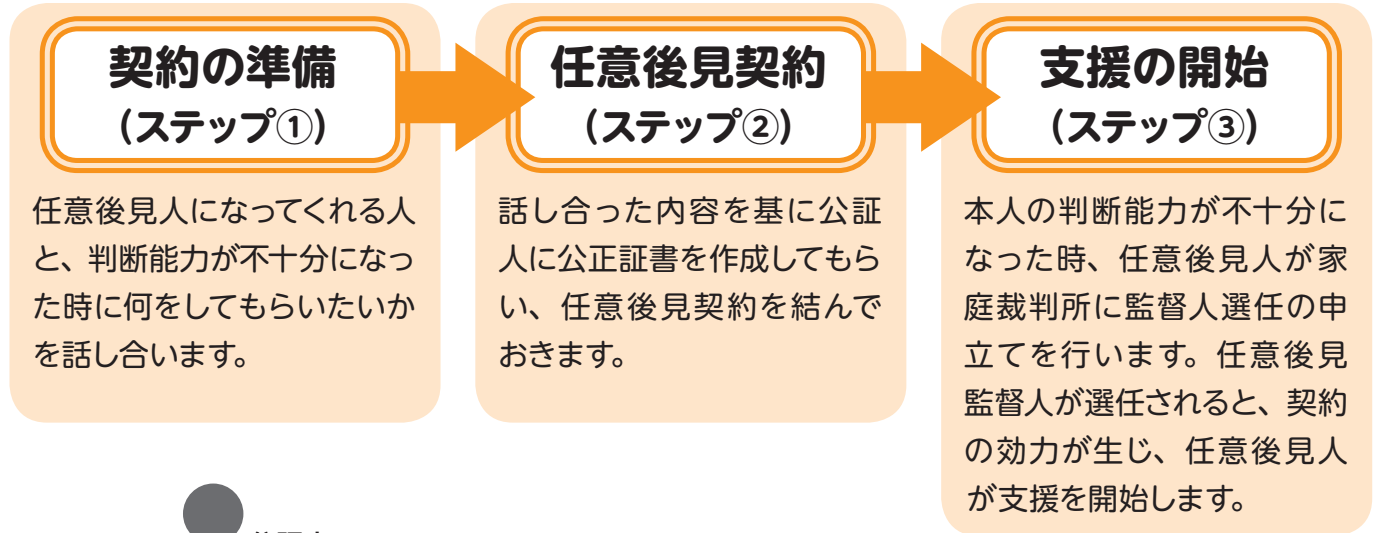 契約の準備
(ステップ①)
任意後見人になってくれる人
と、判断能力が不十分になっ
た時に何をしてもらいたいか
を話し合います。
任意後見契約
(ステップ②)
話し合った内容を基に公証
人に公正証書を作成してもら
い、任意後見契約を結んで
おきます。
支援の開始
(ステップ③)
本人の判断能力が不十分に
なった時、任意後見人が家
庭裁判所に監督人選任の申
立てを行います。任意後見
監督人が選任されると、契約
の効力が生じ、任意後見人
が支援を開始します。